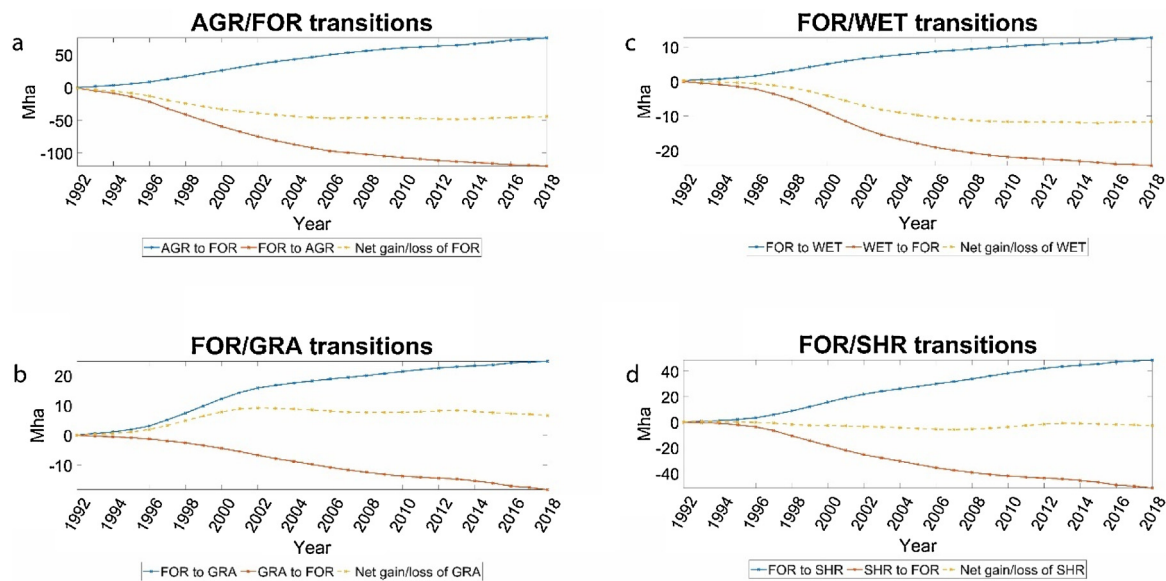 AGR/FOR transitions
a
50
0
-50
-100
Mha
1992 1994 1996 1998 2000 2002 2004 2006 2008 2010 2012 2014 2016 2018
Year
AGR to FOR FOR to AGR Net gain/loss of FOR
FOR/WET transitions
c
10
0
-10
-20
Mha
1992 1994 1996 1998 2000 2002 2004 2006 2008 2010 2012 2014 2016 2018
Year
FOR to WET WET to FOR Net gain/loss of WET
FOR/GRA transitions
b
20
10
0
-10
Mha
1992 1994 1996 1998 2000 2002 2004 2006 2008 2010 2012 2014 2016 2018
Year
FOR to GRA GRA to FOR Net gain/loss of GRA
FOR/SHR transitions
d
40
20
0
-20
-40
Mha
1992 1994 1996 1998 2000 2002 2004 2006 2008 2010 2012 2014 2016 2018
Year
FOR to SHR SHR to FOR Net gain/loss of SHR